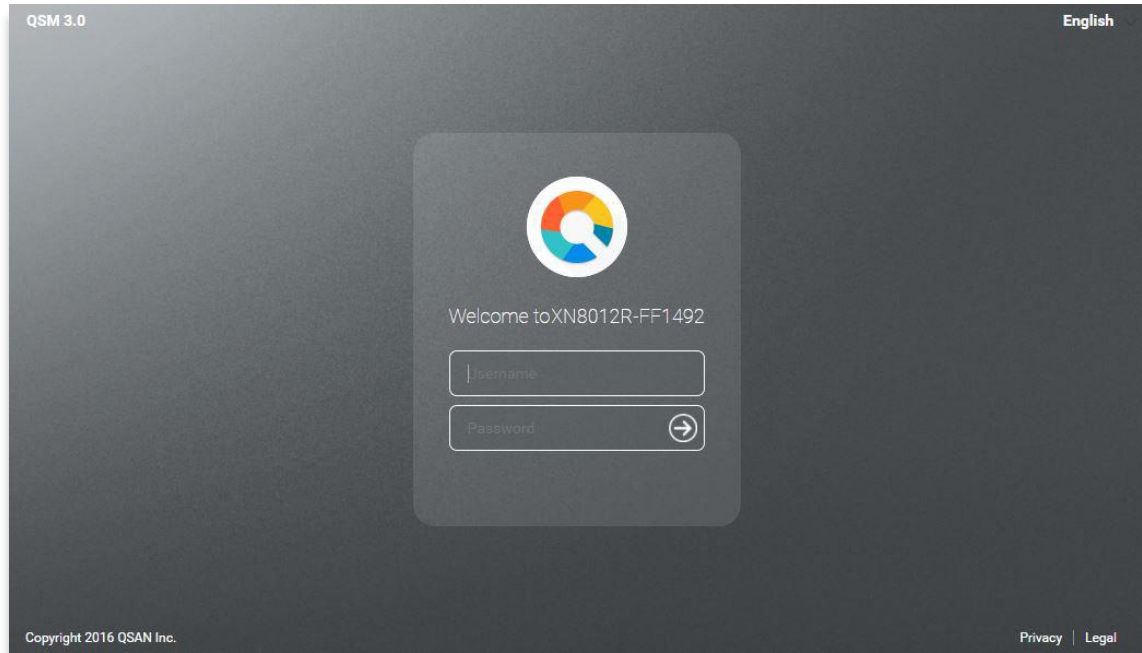 QSM 3.0
English
Welcome toXN8012R-FF1492
Username
Password
Copyright 2016 QSAN Inc.
Privacy | Legal